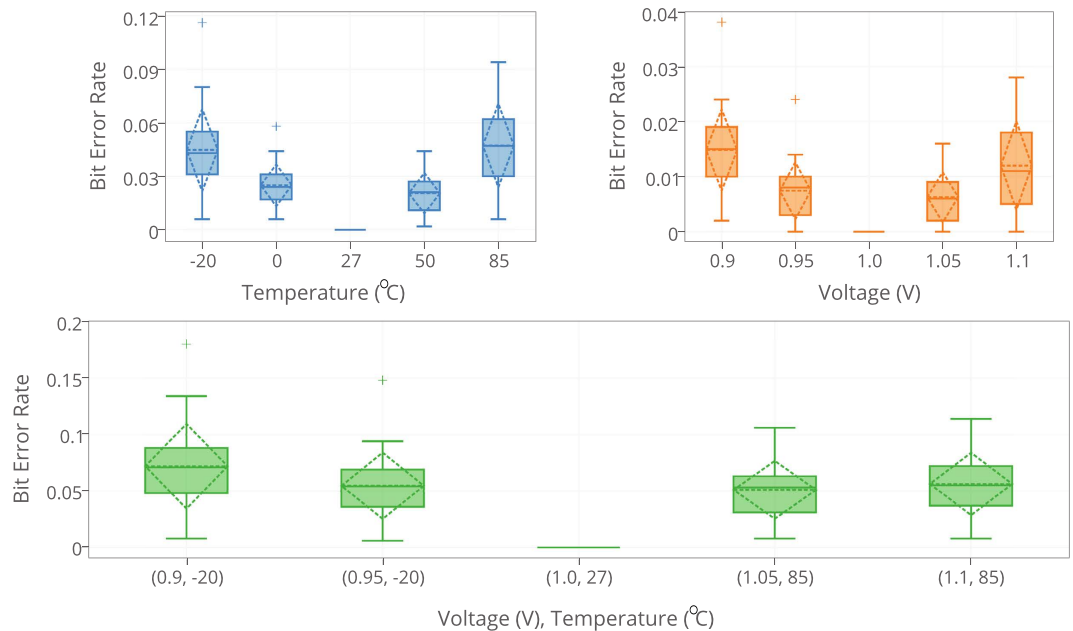 0.12
0.09
0.06
0.03
0
Bit Error Rate
-20 0 27 50 85
Temperature (°C)
0.04
0.03
0.02
0.01
0
Bit Error Rate
0.9 0.95 1.0 1.05 1.1
Voltage (V)
0.2
0.15
0.1
0.05
0
Bit Error Rate
(0.9, -20) (0.95, -20) (1.0, 27) (1.05, 85) (1.1, 85)
Voltage (V), Temperature (°C)